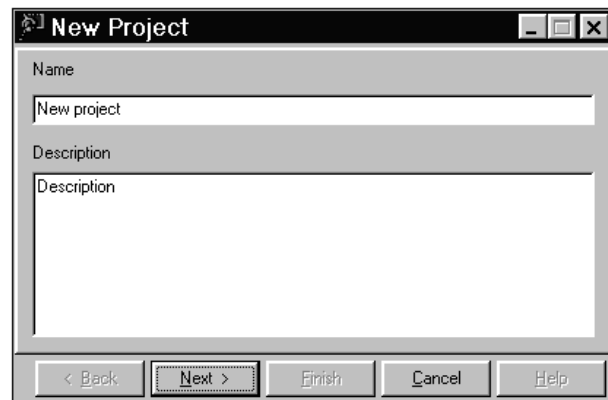 New Project
Name
New project
Description
Description
< Back Next > Finish Cancel Help